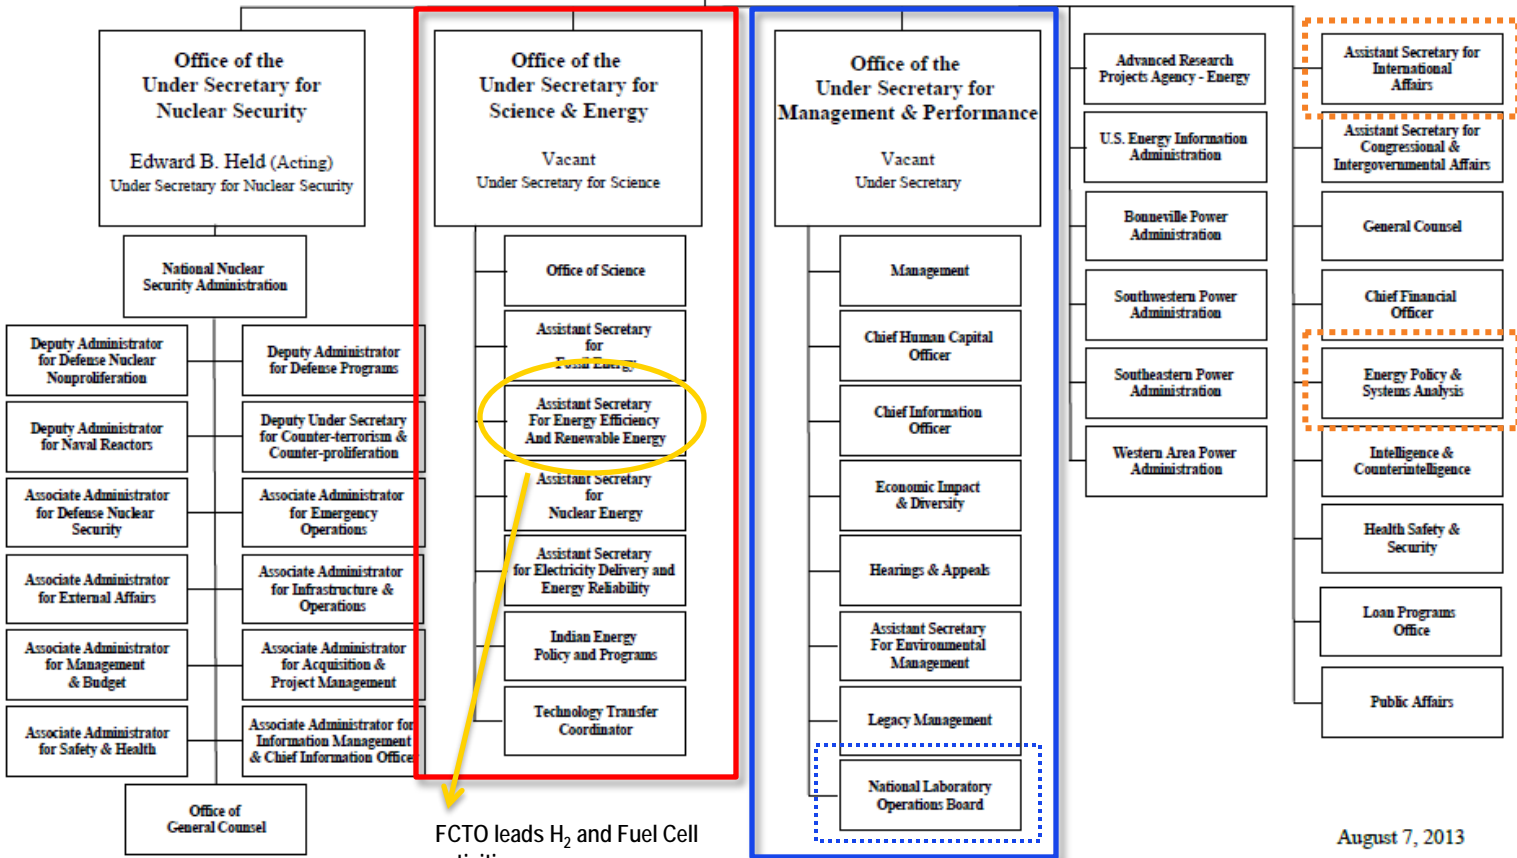 Office of the
Under Secretary for
Nuclear Security
Edward B. Held (Acting)
Under Secretary for Nuclear Security
National Nuclear
Security Administration
Deputy Administrator
for Defense Nuclear
Nonproliferation
Deputy Administrator
for Defense Programs
Deputy Administrator
for Naval Reactors
Deputy Under Secretary
for Counter-terrorism &
Counter-proliferation
Associate Administrator
for Defense Nuclear
Security
Associate Administrator
for Emergency
Operations
Associate Administrator
for External Affairs
Associate Administrator
for Infrastructure &
Operations
Associate Administrator
for Management
& Budget
Associate Administrator
for Acquisition &
Project Management
Associate Administrator
for Safety & Health
Associate Administrator for
Information Management
& Chief Information Office
Office of
General Counsel
Office of the
Under Secretary for
Science & Energy
Vacant
Under Secretary for Science
Office of Science
Assistant Secretary
for
Fossil Energy
Assistant Secretary
For Energy Efficiency
And Renewable Energy
Assistant Secretary
for
Nuclear Energy
Assistant Secretary
for Electricity Delivery and
Energy Reliability
Indian Energy
Policy and Programs
Technology Transfer
Coordinator
FCTO leads H₂ and Fuel Cell
Office of the
Under Secretary for
Management & Performance
Vacant
Under Secretary
Management
Chief Human Capital
Officer
Chief Information
Officer
Economic Impact
& Diversity
Hearings & Appeals
Assistant Secretary
For Environmental
Management
Legacy Management
National Laboratory
Operations Board
Advanced Research
Projects Agency - Energy
U.S. Energy Information
Administration
Bonneville Power
Administration
Southwestern Power
Administration
Southeastern Power
Administration
Western Area Power
Administration
Assistant Secretary for
International
Affairs
Assistant Secretary for
Congressional &
Intergovernmental Affairs
General Counsel
Chief Financial
Officer
Energy Policy &
Systems Analysis
Intelligence &
Counterintelligence
Health Safety &
Security
Loan Programs
Office
Public Affairs
August 7, 2013